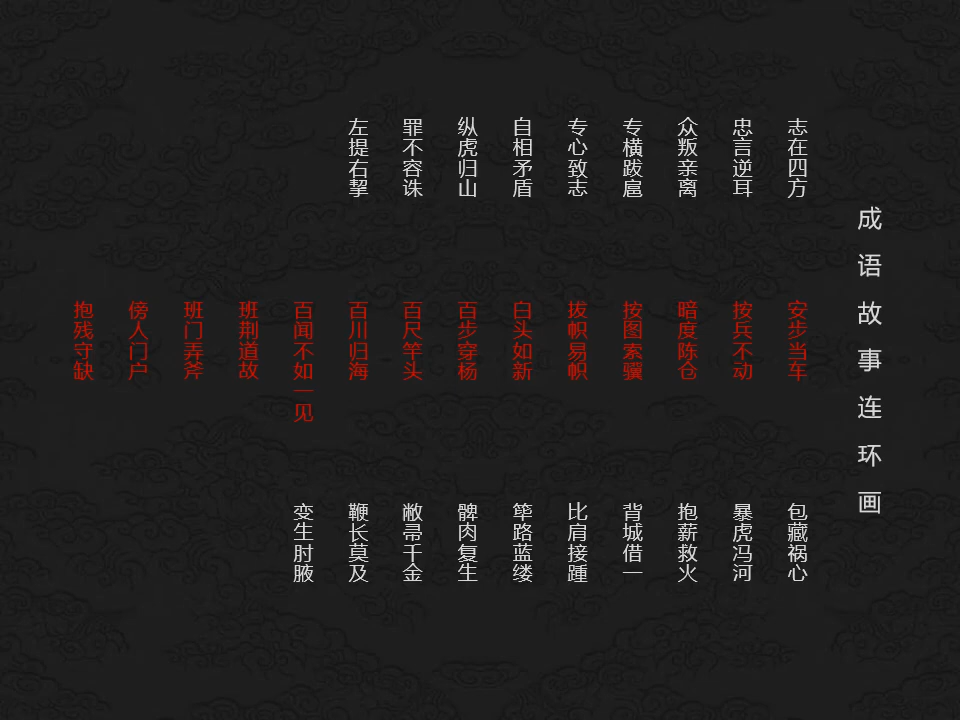 成语故事连环画
志在四方
忠言逆耳
众叛亲离
专横跋扈
专心致志
自相矛盾
纵虎归山
罪不容诛
左提右挈
安步当车
按兵不动
暗度陈仓
按图索骥
拔帜易帜
白头如新
百步穿杨
百尺竿头
百川归海
百闻不如一见
班荆道故
班门弄斧
傍人门户
抱残守缺
包藏祸心
暴虎冯河
抱薪救火
背城借一
比肩接踵
筚路蓝缕
髀肉复生
敝帚千金
鞭长莫及
变生肘腋